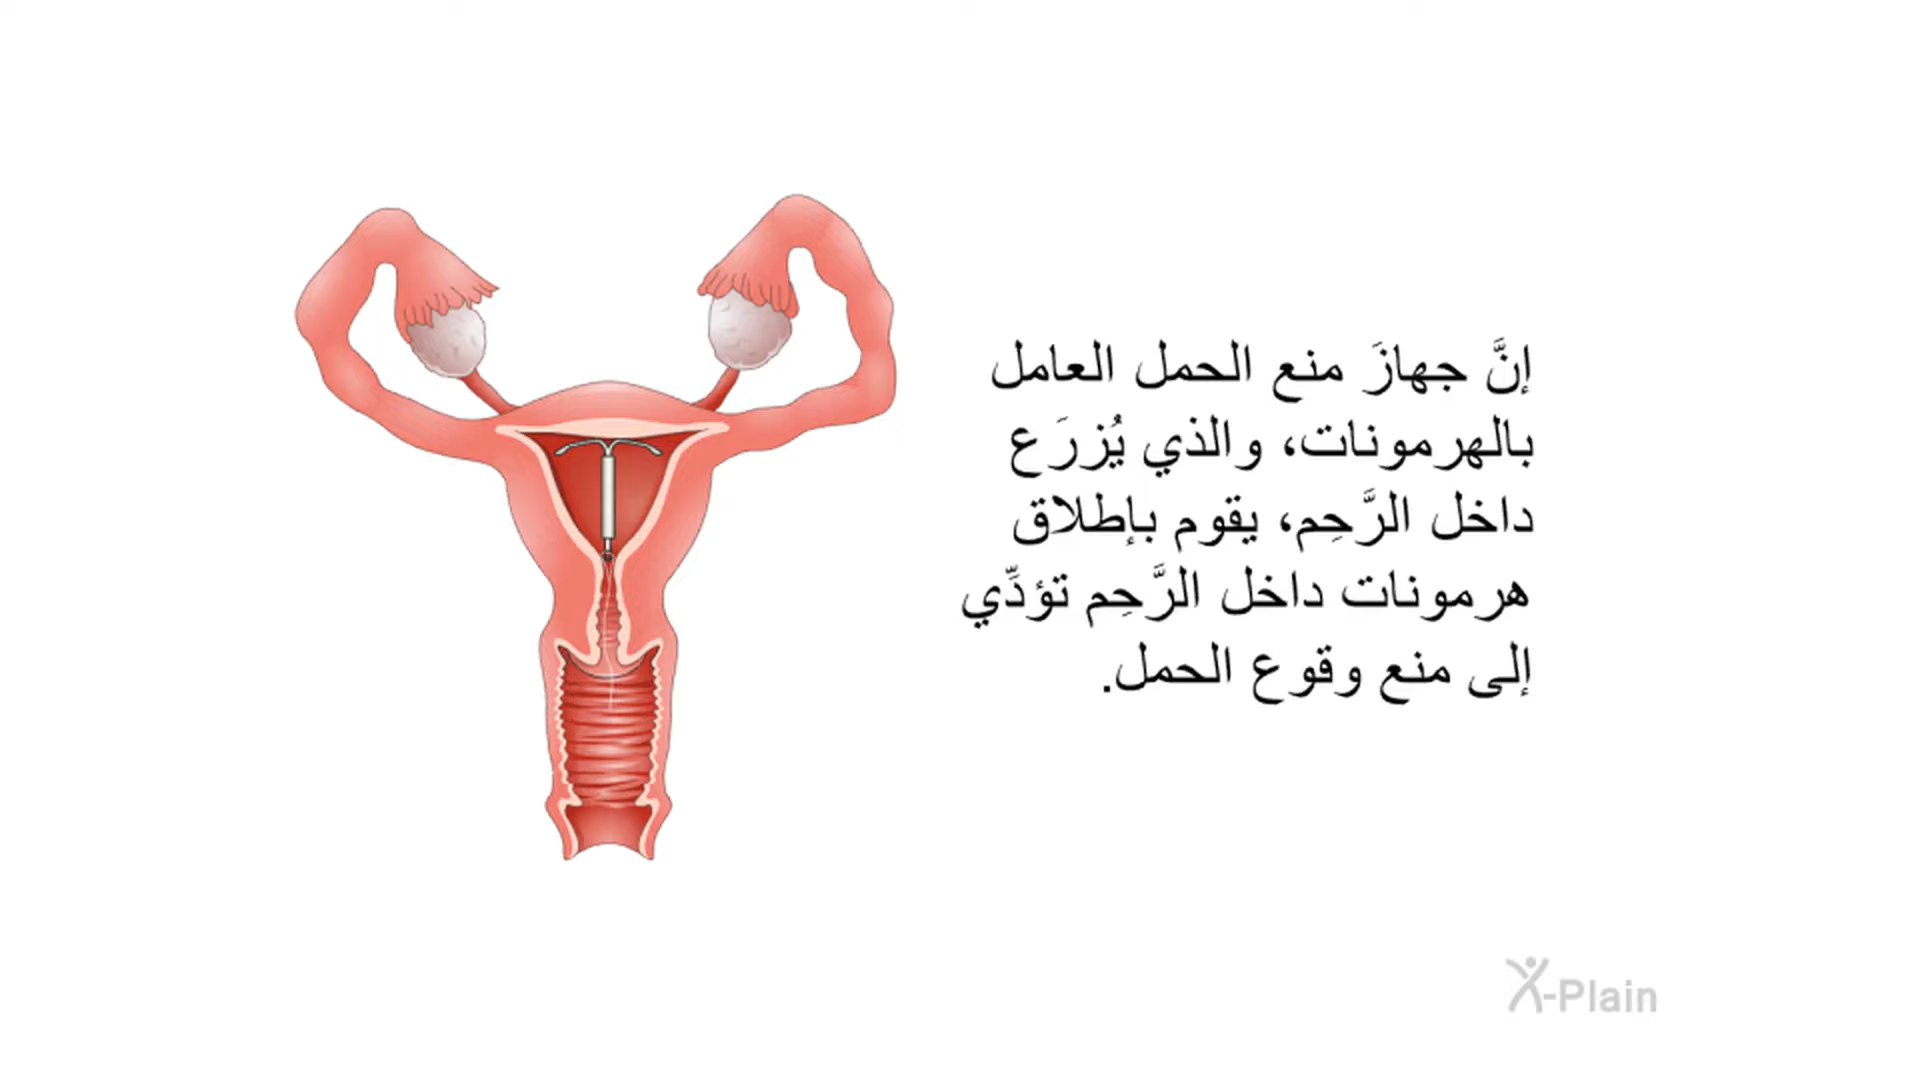 إنَّ جهازَ منع الحمل العامل
بالهرمونات، والذي يُزرَع
داخل الرَّحِم، يقوم بإطلاق
هرمونات داخل الرَّحِم تؤدِّي
إلى منع وقوع الحمل.
X-Plain